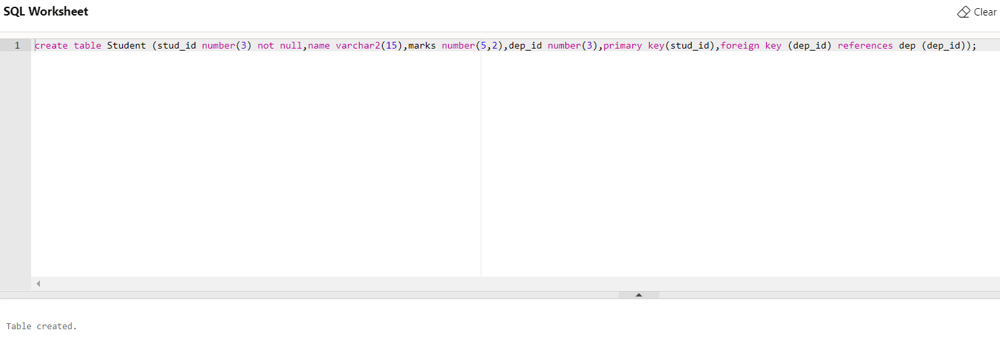 SQL Worksheet
Clear
1 create table Student (stud_id number(3) not null,name varchar2(15),marks number(5,2),dep_id number(3),primary key(stud_id),foreign key (dep_id) references dep (dep_id));
Table created.